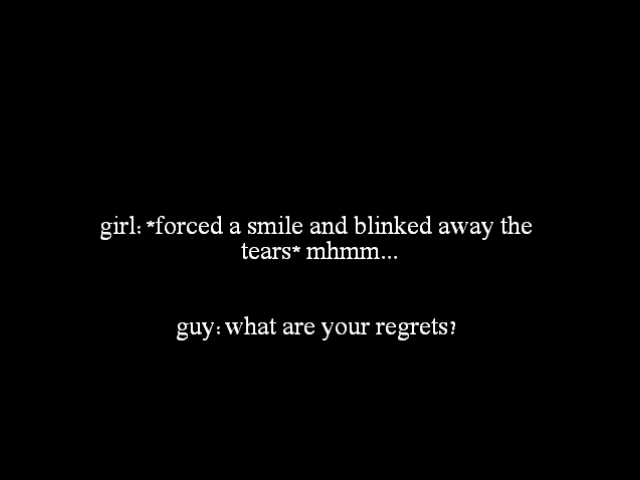 girl: *forced a smile and blinked away the
tears* mhmm...
guy: what are your regrets?